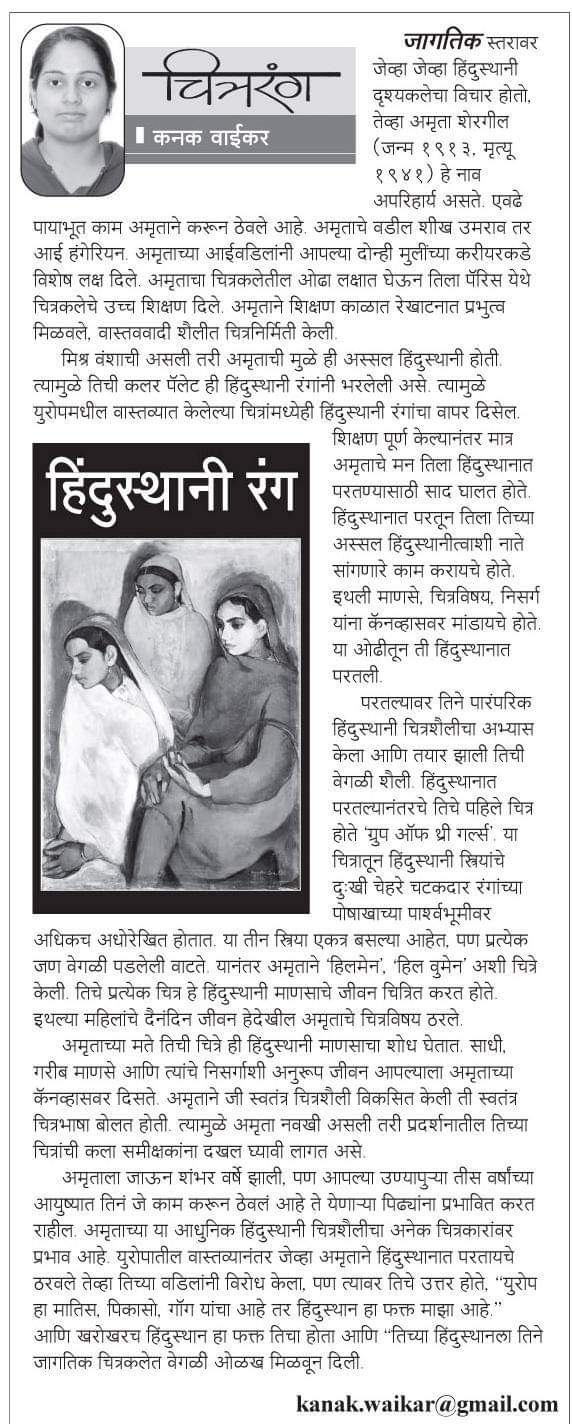 चित्ररंग
कनक वाईकर
जागतिक स्तरावर
जेव्हा जेव्हा हिंदुस्थानी
दृश्यकलेचा विचार होतो,
तेव्हा अमृता शेरगील
(जन्म १९१३, मृत्यू
१९४१) हे नाव
अपरिहार्य असते. एवढे
पायाभूत काम अमृताने करून ठेवले आहे. अमृताचे वडील शीख उमराव तर
आई हंगेरियन. अमृताच्या आईवडिलांनी आपल्या दोन्ही मुलींच्या करीयरकडे
विशेष लक्ष दिले. अमृताचा चित्रकलेतील ओढा लक्षात घेऊन तिला पॅरिस येथे
चित्रकलेचे उच्च शिक्षण दिले. अमृताने शिक्षण काळात रेखाटनात प्रभुत्व
मिळवले, वास्तववादी शैलीत चित्रनिर्मिती केली.
मिश्र वंशाची असली तरी अमृताची मुळे ही अस्सल हिंदुस्थानी होती.
त्यामुळे तिची कलर पॅलेट ही हिंदुस्थानी रंगांनी भरलेली असे. त्यामुळे
युरोपमधील वास्तव्यात केलेल्या चित्रांमध्येही हिंदुस्थानी रंगांचा वापर दिसेल.
शिक्षण पूर्ण केल्यानंतर मात्र
अमृताचे मन तिला हिंदुस्थानात
परतण्यासाठी साद घालत होते.
हिंदुस्थानात परतून तिला तिच्या
अस्सल हिंदुस्थानीत्वाशी नाते
सांगणारे काम करायचे होते.
इथली माणसे, चित्रविषय, निसर्ग
यांना कॅनव्हासवर मांडायचे होते.
या ओढीतून ती हिंदुस्थानात
परतली.
हिंदुस्थानी रंग
परतल्यावर तिने पारंपरिक
हिंदुस्थानी चित्रशैलीचा अभ्यास
केला आणि तयार झाली तिची
वेगळी शैली. हिंदुस्थानात
परतल्यानंतरचे तिचे पहिले चित्र
होते ‘ग्रुप ऑफ थ्री गर्ल्स’. या
चित्रातून हिंदुस्थानी स्त्रियांचे
दुःखी चेहरे चटकदार रंगांच्या
पोषाखाच्या पार्श्वभूमीवर
अधिकच अधोरेखित होतात. या तीन स्त्रिया एकत्र बसल्या आहेत, पण प्रत्येक
जण वेगळी पडलेली वाटते. यानंतर अमृताने ‘हिलमेन’, ‘हिल वुमेन’ अशी चित्रे
केली. तिचे प्रत्येक चित्र हे हिंदुस्थानी माणसाचे जीवन चित्रित करत होते.
इथल्या महिलांचे दैनंदिन जीवन हेदेखील अमृताचे चित्रविषय ठरले.
अमृताच्या मते तिची चित्रे ही हिंदुस्थानी माणसाचा शोध घेतात. साधी,
गरीब माणसे आणि त्यांचे निसर्गाशी अनुरूप जीवन आपल्याला अमृताच्या
कॅनव्हासवर दिसते. अमृताने जी स्वतंत्र चित्रशैली विकसित केली ती स्वतंत्र
चित्रभाषा बोलत होती. त्यामुळे अमृता नवखी असली तरी प्रदर्शनातील तिच्या
चित्रांची कला समीक्षकांना दखल घ्यावी लागत असे.
अमृताला जाऊन शंभर वर्षे झाली, पण आपल्या उण्यापुऱ्या तीस वर्षांच्या
आयुष्यात तिनं जे काम करून ठेवलं आहे ते येणाऱ्या पिढ्यांना प्रभावित करत
राहील. अमृताच्या या आधुनिक हिंदुस्थानी चित्रशैलीचा अनेक चित्रकारांवर
प्रभाव आहे. युरोपातील वास्तव्यानंतर जेव्हा अमृताने हिंदुस्थानात परतायचे
ठरवले तेव्हा तिच्या वडिलांनी विरोध केला, पण त्यावर तिचे उत्तर होते, ‘‘युरोप
हा मातिस, पिकासो, गॉग यांचा आहे तर हिंदुस्थान हा फक्त माझा आहे.’’
आणि खरोखरच हिंदुस्थान हा फक्त तिचा होता आणि ‘‘तिच्या हिंदुस्थानला तिने
जागतिक चित्रकलेत वेगळी ओळख मिळवून दिली.
kanak.waikar@gmail.com